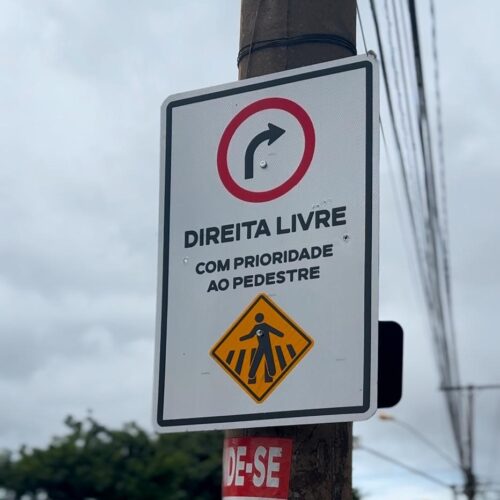 DIREITA LIVRE
COM PRIORIDADE
AO PEDESTRE
DE-SE